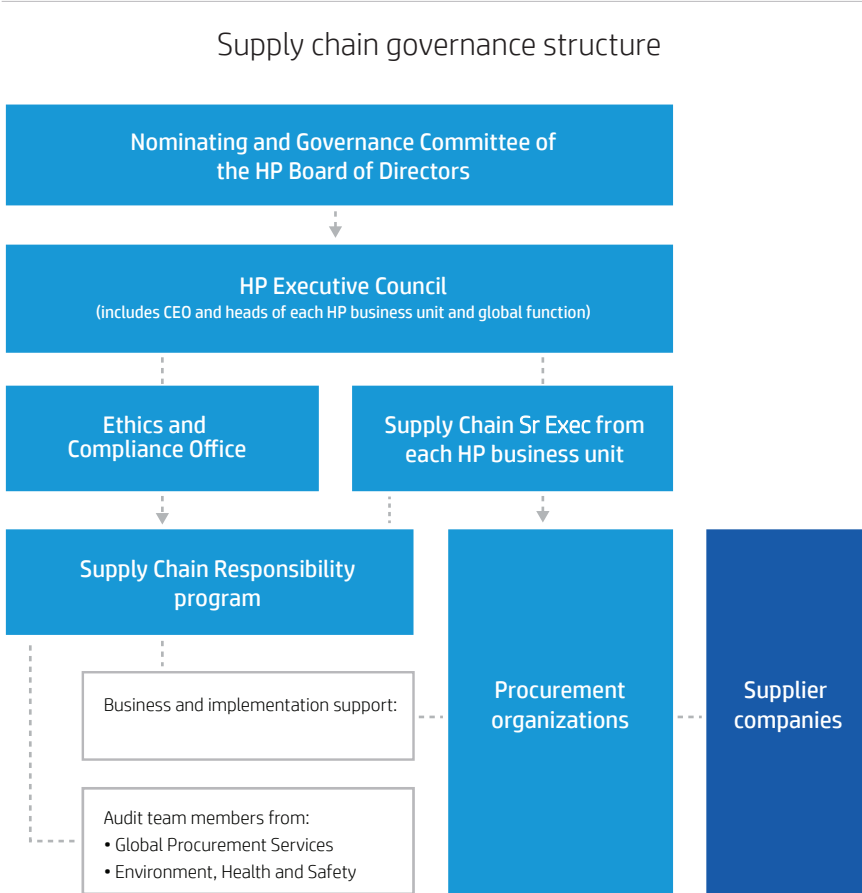 Supply chain governance structure
Nominating and Governance Committee of
the HP Board of Directors
HP Executive Council
(includes CEO and heads of each HP business unit and global function)
Ethics and
Compliance Office
Supply Chain Sr Exec from
each HP business unit
Supply Chain Responsibility
program
Business and implementation support:
Procurement
organizations
Supplier
companies
Audit team members from:
• Global Procurement Services
• Environment, Health and Safety